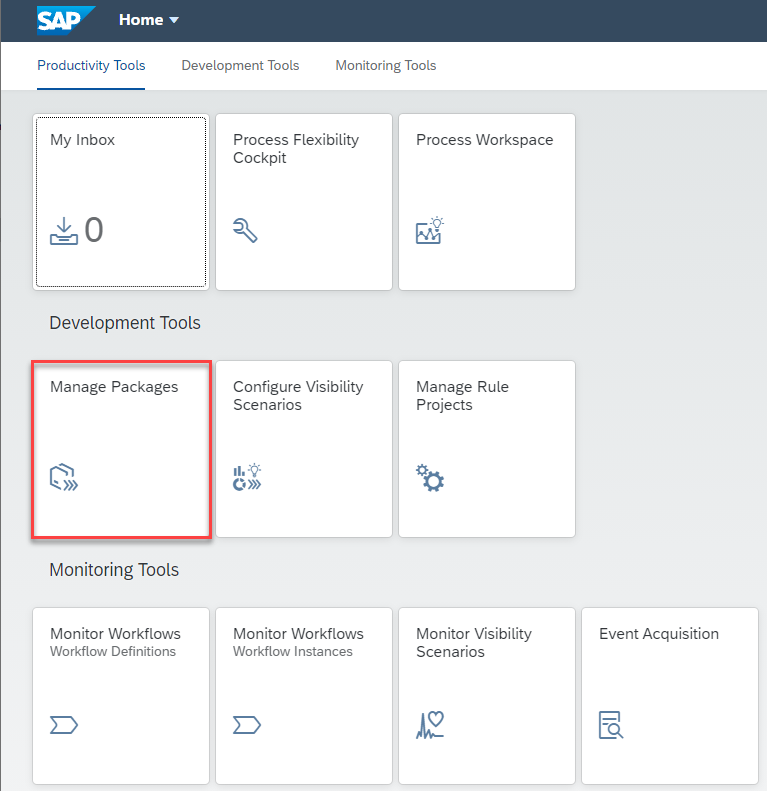 SAP Home
Productivity Tools Development Tools Monitoring Tools
My Inbox
0
Process Flexibility
Cockpit
Process Workspace
Development Tools
Manage Packages
Configure Visibility
Scenarios
Manage Rule
Projects
Monitoring Tools
Monitor Workflows
Workflow Definitions
Monitor Workflows
Workflow Instances
Monitor Visibility
Scenarios
Event Acquisition